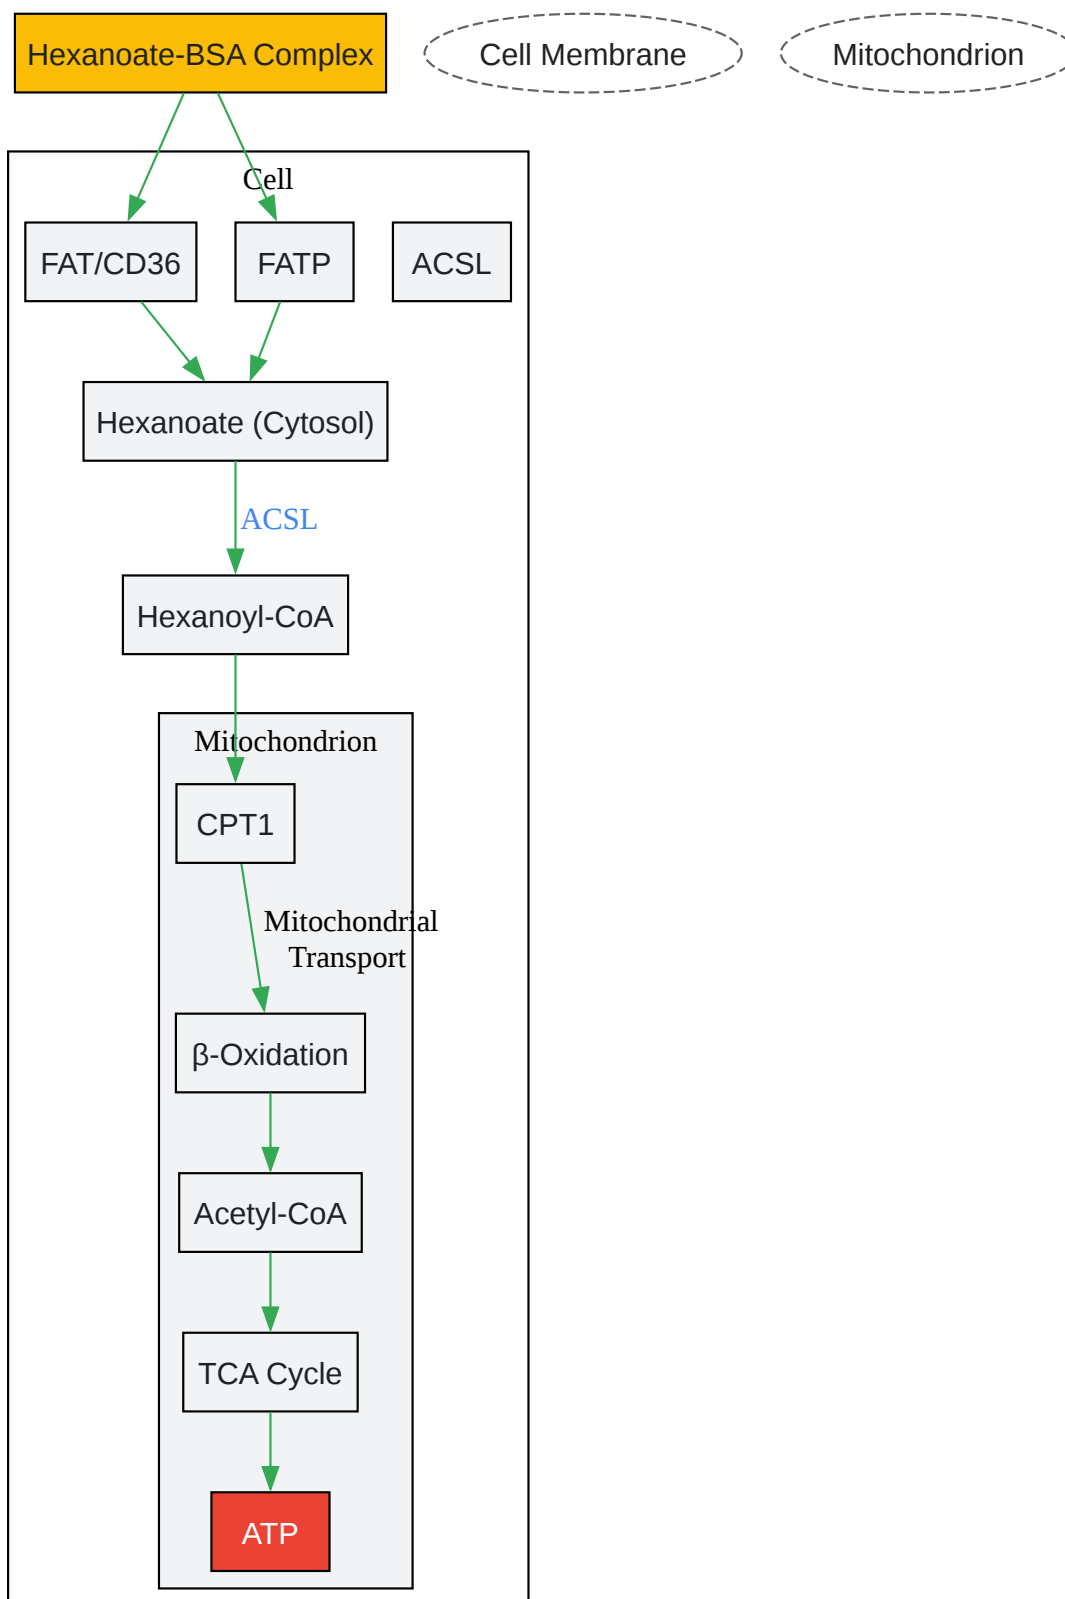 Hexanoate-BSA Complex
Cell Membrane
Mitochondrion
Cell
FAT/CD36
FATP
ACSL
Hexanoate (Cytosol)
ACSL
Hexanoyl-CoA
Mitochondrion
CPT1
Mitochondrial
Transport
β-Oxidation
Acetyl-CoA
TCA Cycle
ATP